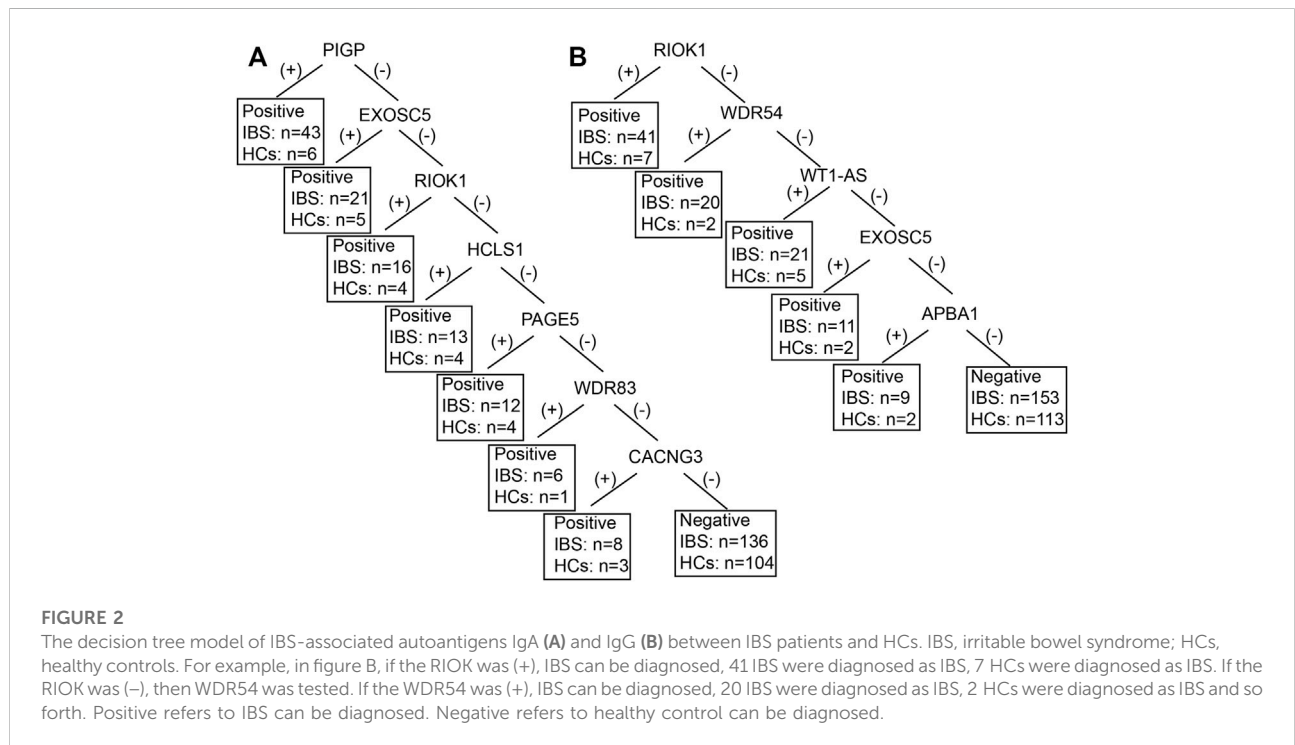 A
PIGP
(+)
(-)
Positive
IBS: n=43
HCs: n=6
EXOSC5
(+)
(-)
Positive
IBS: n=21
HCs: n=5
RIOK1
(+)
(-)
Positive
IBS: n=16
HCs: n=4
HCLS1
(+)
(-)
Positive
IBS: n=13
HCs: n=4
PAGE5
(+)
(-)
Positive
IBS: n=12
HCs: n=4
WDR83
(+)
(-)
Positive
IBS: n=6
HCs: n=1
CACNG3
(+)
(-)
Positive
IBS: n=8
HCs: n=3
Negative
IBS: n=136
HCs: n=104
B
RIOK1
(+)
(-)
Positive
IBS: n=41
HCs: n=7
WDR54
(+)
(-)
Positive
IBS: n=20
HCs: n=2
WT1-AS
(+)
(-)
Positive
IBS: n=21
HCs: n=5
EXOSC5
(+)
(-)
Positive
IBS: n=11
HCs: n=2
APBA1
(+)
(-)
Positive
IBS: n=9
HCs: n=2
Negative
IBS: n=153
HCs: n=113
FIGURE 2
The decision tree model of IBS-associated autoantigens IgA (A) and IgG (B) between IBS patients and HCs. IBS, irritable bowel syndrome; HCs,
healthy controls. For example, in figure B, if the RIOK was (+), IBS can be diagnosed, 41 IBS were diagnosed as IBS, 7 HCs were diagnosed as IBS. If the
RIOK was (–), then WDR54 was tested. If the WDR54 was (+), IBS can be diagnosed, 20 IBS were diagnosed as IBS, 2 HCs were diagnosed as IBS and so
forth. Positive refers to IBS can be diagnosed. Negative refers to healthy control can be diagnosed.